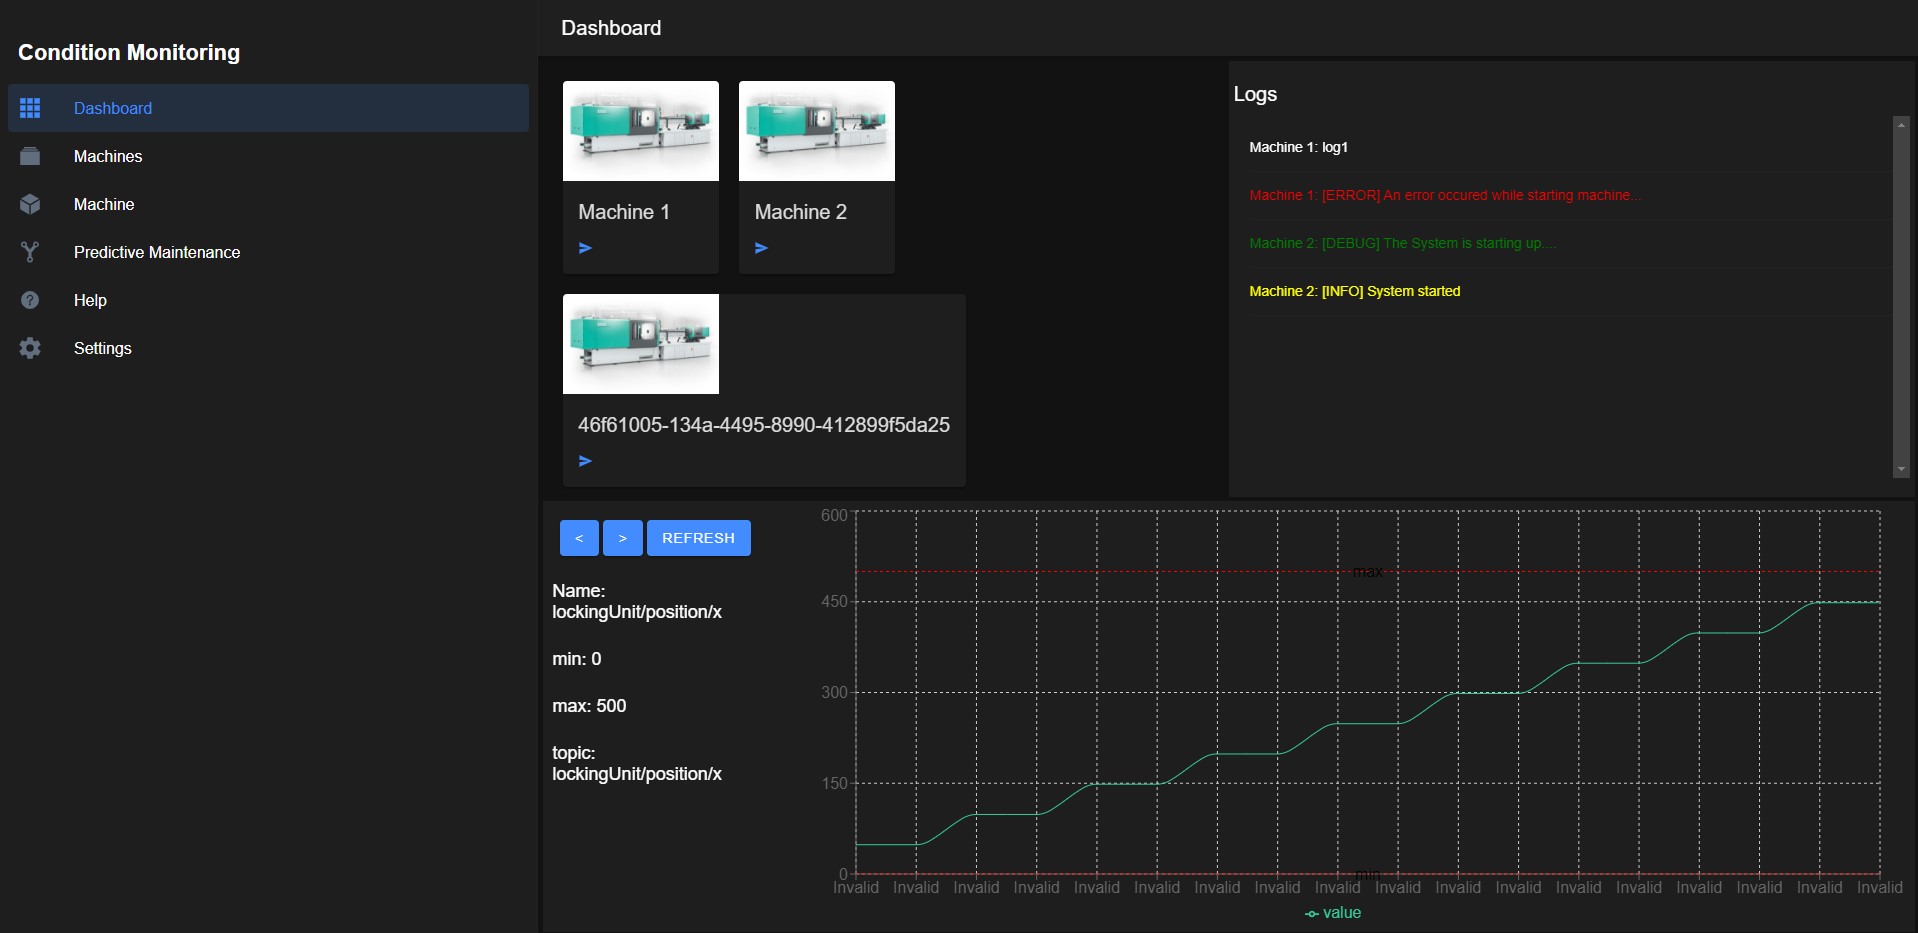 Condition Monitoring
Dashboard
Machines
Machine
Predictive Maintenance
Help
Settings
Dashboard
Machine 1
Machine 2
46f61005-134a-4495-8990-412899f5da25
Logs
Machine 1: log1
Machine 1: [ERROR] An error occured while starting machine...
Machine 2: [DEBUG] The System is starting up....
Machine 2: [INFO] System started
< > REFRESH
Name:
lockingUnit/position/x
min: 0
max: 500
topic:
lockingUnit/position/x
600
max
450
300
150
0
min
Invalid Invalid Invalid Invalid Invalid Invalid Invalid Invalid Invalid Invalid Invalid Invalid Invalid Invalid Invalid Invalid Invalid Invalid
value